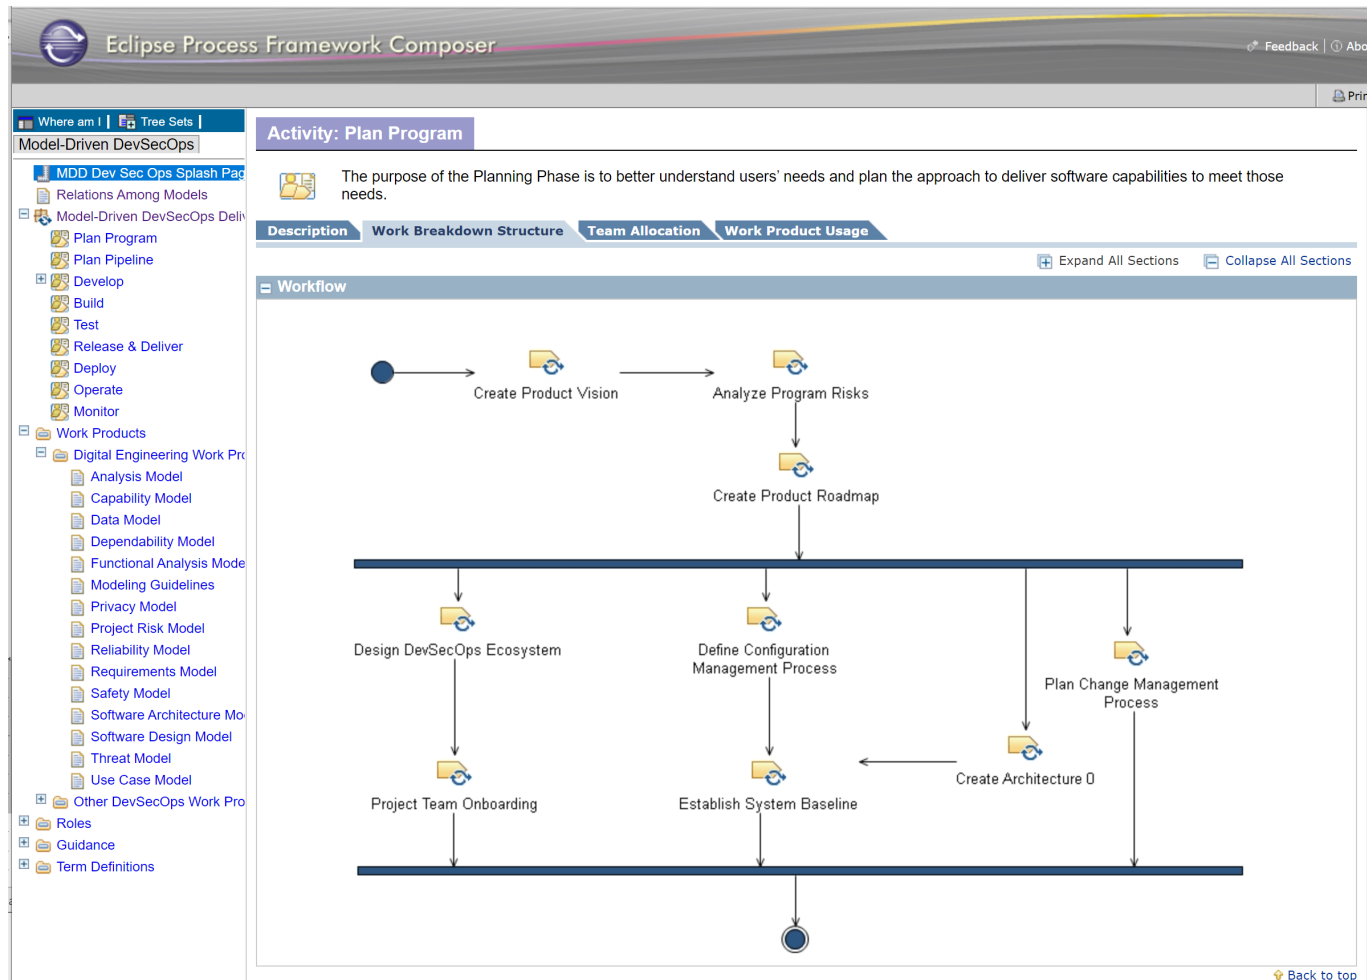 Eclipse Process Framework Composer
Feedback
Abo
Prin
Where am I | Tree Sets |
Model-Driven DevSecOps
MDD Dev Sec Ops Splash Pag
Relations Among Models
Model-Driven DevSecOps Deliv
Plan Program
Plan Pipeline
Develop
Build
Test
Release & Deliver
Deploy
Operate
Monitor
Work Products
Digital Engineering Work Pro
Analysis Model
Capability Model
Data Model
Dependability Model
Functional Analysis Mode
Modeling Guidelines
Privacy Model
Project Risk Model
Reliability Model
Requirements Model
Safety Model
Software Architecture Mo
Software Design Model
Threat Model
Use Case Model
Other DevSecOps Work Pro
Roles
Guidance
Term Definitions
Activity: Plan Program
The purpose of the Planning Phase is to better understand users' needs and plan the approach to deliver software capabilities to meet those
needs.
Description
Work Breakdown Structure
Team Allocation
Work Product Usage
Expand All Sections
Collapse All Sections
Workflow
Create Product Vision
Analyze Program Risks
Create Product Roadmap
Design DevSecOps Ecosystem
Define Configuration
Management Process
Plan Change Management
Process
Create Architecture 0
Project Team Onboarding
Establish System Baseline
Back to top